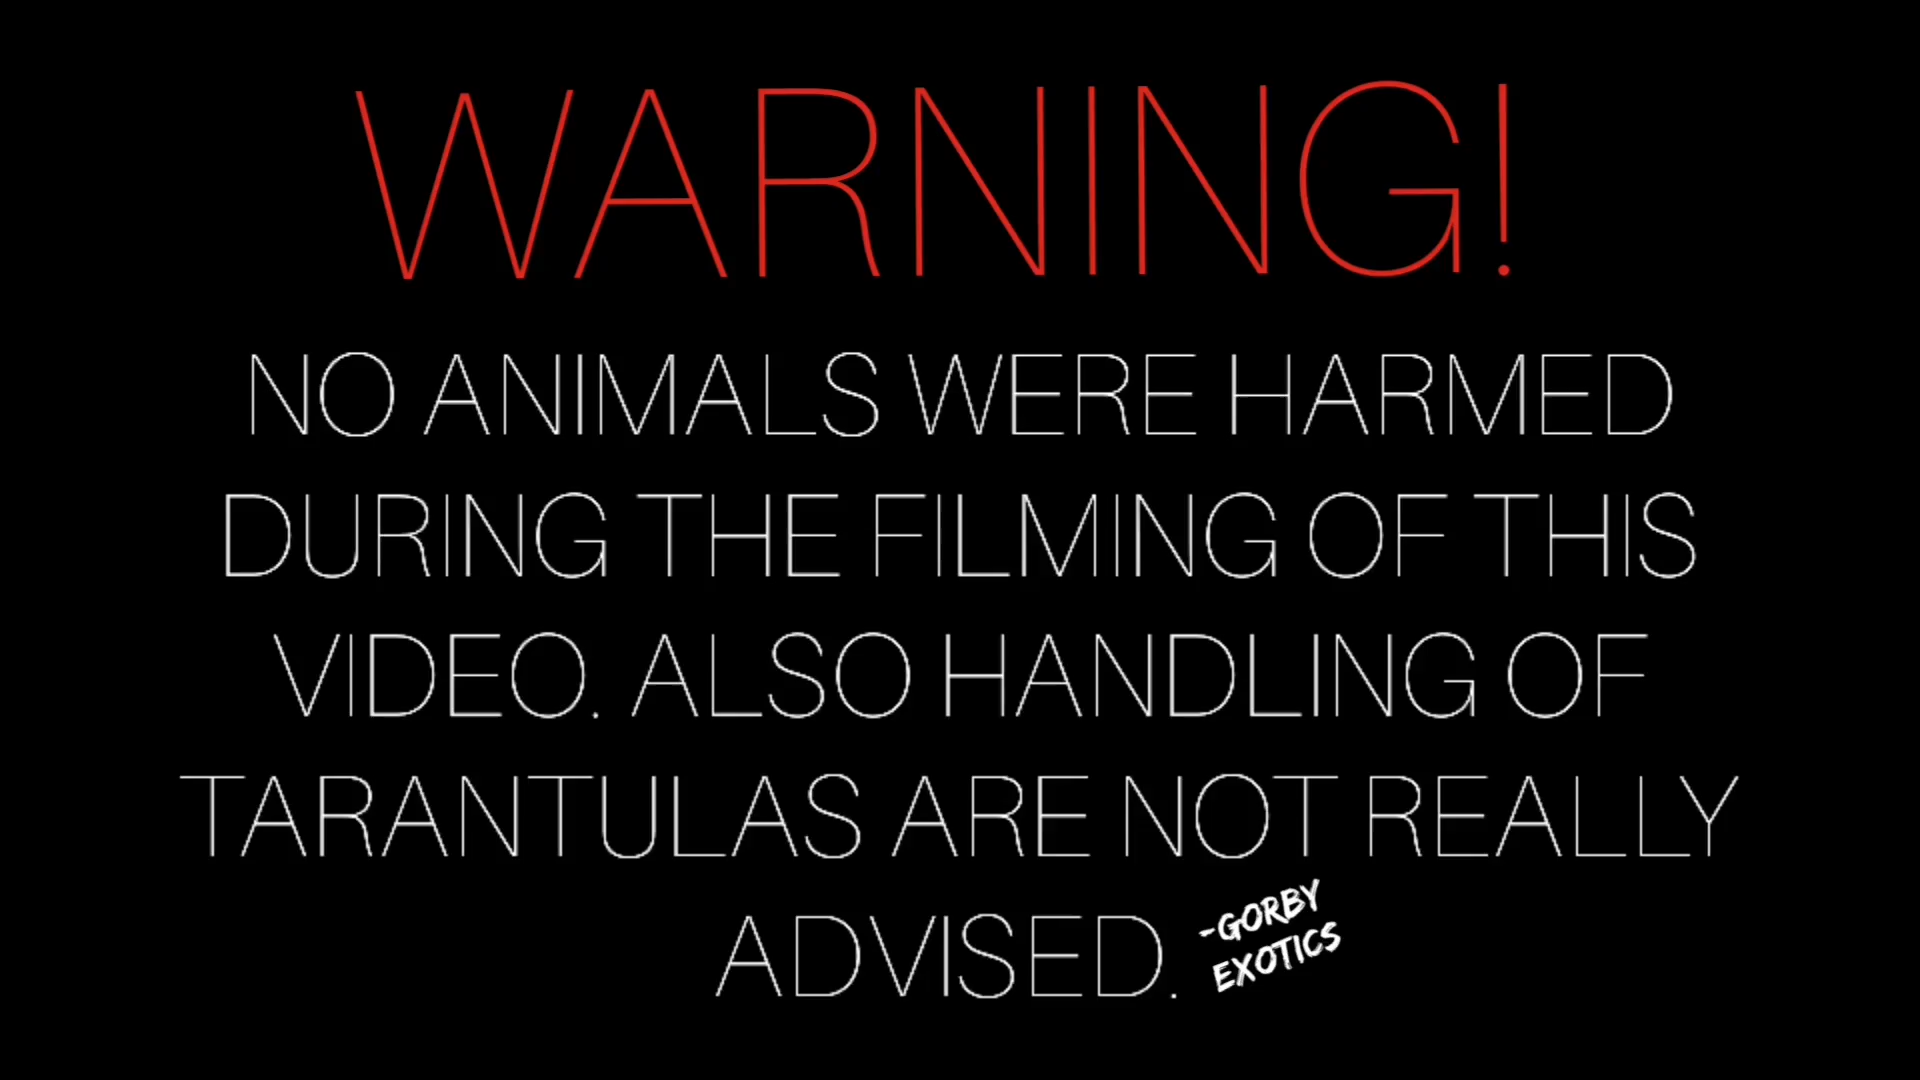 WARNING!
NO ANIMALS WERE HARMED
DURING THE FILMING OF THIS
VIDEO. ALSO HANDLING OF
TARANTULAS ARE NOT REALLY
ADVISED.
-GORBY
EXOTICS